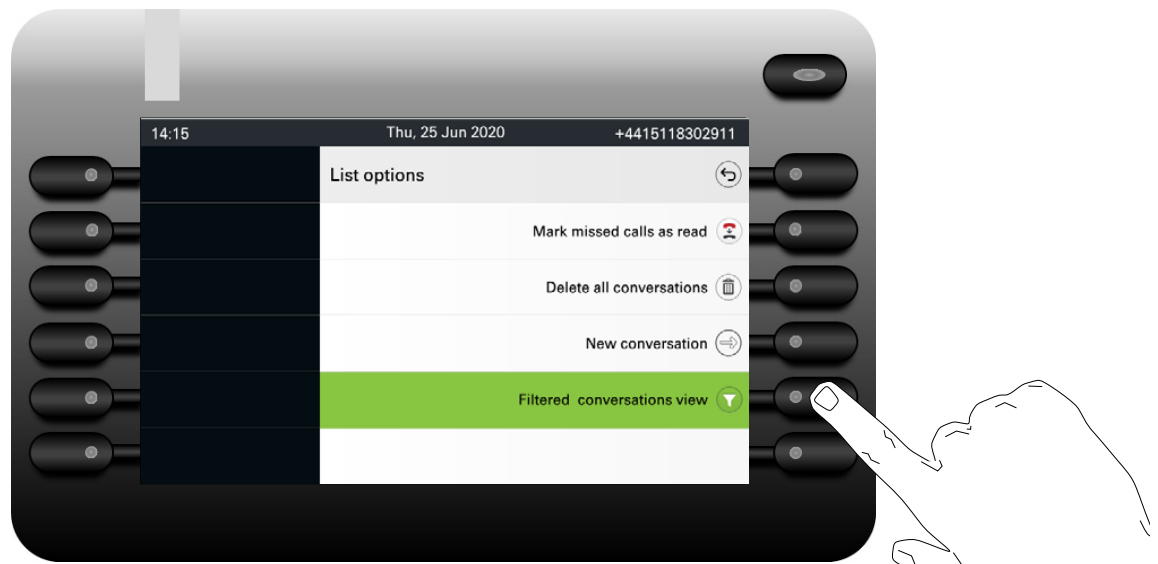 14:15 Thu, 25 Jun 2020 +4415118302911
List options
Mark missed calls as read
Delete all conversations
New conversation
Filtered conversations view